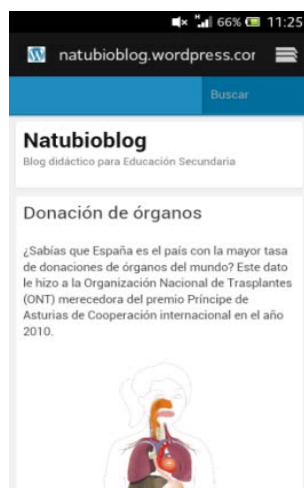 66% 11:25
natubioblog.wordpress.cor
Buscar
Natubioblog
Blog didáctico para Educación Secundaria
Donación de órganos
¿Sabías que España es el país con la mayor tasa
de donaciones de órganos del mundo? Este dato
le hizo a la Organización Nacional de Trasplantes
(ONT) merecedora del premio Príncipe de
Asturias de Cooperación internacional en el año
2010.